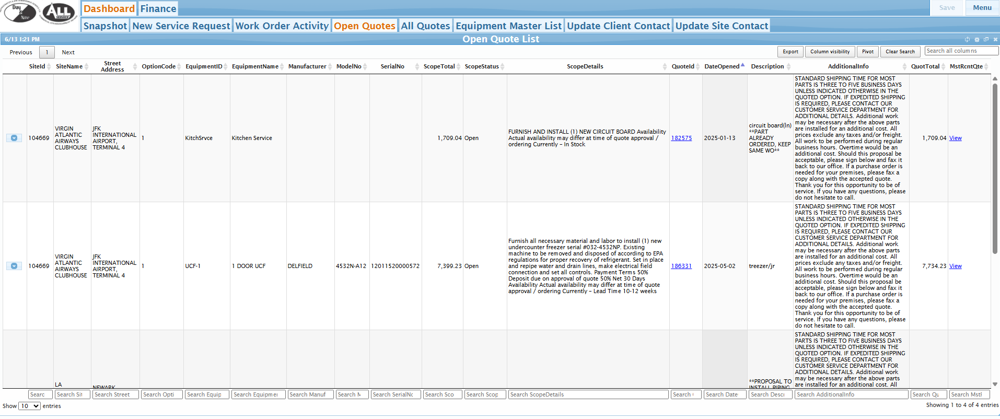 Day & Nite
ALL SERVICE
Dashboard Finance
Save Menu
Snapshot New Service Request Work Order Activity Open Quotes All Quotes Equipment Master List Update Client Contact Update Site Contact
6/13 1:21 PM
Open Quote List
Previous 1 Next
Export Column visibility Pivot Clear Search Search all columns
SiteId SiteName Street Address OptionCode EquipmentID EquipmentName Manufacturer ModelNo SerialNo ScopeTotal ScopeStatus ScopeDetails QuoteId DateOpened Description AdditionalInfo QuotTotal MstRcntQte
104669
VIRGIN
ATLANTIC
AIRWAYS
CLUBHOUSE
JFK
INTERNATIONAL
AIRPORT,
TERMINAL 4
1
KitchSrvce
Kitchen Service
1,709.04
Open
FURNISH AND INSTALL (1) NEW CIRCUIT BOARD Availability
Actual availability may differ at time of quote approval /
ordering Currently - In Stock
182575
2025-01-13
circuit board(ln)
**PART
ALREADY
ORDERED, KEEP
SAME WO**
STANDARD SHIPPING TIME FOR MOST
PARTS IS THREE TO FIVE BUSINESS DAYS
UNLESS INDICATED OTHERWISE IN THE
QUOTED OPTION. IF EXPEDITED SHIPPING
IS REQUIRED, PLEASE CONTACT OUR
CUSTOMER SERVICE DEPARTMENT FOR
ADDITIONAL DETAILS. Additional work
may be necessary after the above parts
are installed for an additional cost. All
prices exclude any taxes and/or freight.
All work to be performed during regular
business hours. Overtime would be an
additional cost. Should this proposal be
acceptable, please sign below and fax it
back to our office. If a purchase order is
needed for your premises, please fax a
copy along with the accepted quote.
Thank you for this opportunity to be of
service. If you have any questions, please
do not hesitate to call.
1,709.04
View
104669
VIRGIN
ATLANTIC
AIRWAYS
CLUBHOUSE
JFK
INTERNATIONAL
AIRPORT,
TERMINAL 4
1
UCF-1
1 DOOR UCF
DELFIELD
4532N-A12
12011520000572
7,399.23
Open
Furnish all necessary material and labor to install (1) new
undercounter freezer serial #032-4532NP. Existing
machine to be removed and disposed of according to EPA
regulations for proper recovery of refrigerant. Set in place
and repipe water and drain lines, make electrical field
connection and set all controls. Payment Terms 50%
Deposit due on approval of quote 50% Net 30 Days
Availability Actual availability may differ at time of quote
approval / ordering Currently - Lead Time 10-12 weeks
186331
2025-05-02
treezer/jr
STANDARD SHIPPING TIME FOR MOST
PARTS IS THREE TO FIVE BUSINESS DAYS
UNLESS INDICATED OTHERWISE IN THE
QUOTED OPTION. IF EXPEDITED SHIPPING
IS REQUIRED, PLEASE CONTACT OUR
CUSTOMER SERVICE DEPARTMENT FOR
ADDITIONAL DETAILS. Additional work
may be necessary after the above parts
are installed for an additional cost. All
prices exclude any taxes and/or freight.
All work to be performed during regular
business hours. Overtime would be an
additional cost. Should this proposal be
acceptable, please sign below and fax it
back to our office. If a purchase order is
needed for your premises, please fax a
copy along with the accepted quote.
Thank you for this opportunity to be of
service. If you have any questions, please
do not hesitate to call.
7,734.23
View
LA
NEWARK
**PROPOSAL TO
INSTALL PIPING
STANDARD SHIPPING TIME FOR MOST
PARTS IS THREE TO FIVE BUSINESS DAYS
UNLESS INDICATED OTHERWISE IN THE
QUOTED OPTION. IF EXPEDITED SHIPPING
IS REQUIRED, PLEASE CONTACT OUR
CUSTOMER SERVICE DEPARTMENT FOR
ADDITIONAL DETAILS. Additional work
may be necessary after the above parts
are installed for an additional cost. All
Searc Search Sit Search Street Search Opti Search Equip Search Equipmer Search Manuf Search M Search SerialNo Search Sco Search Scop Search ScopeDetails Search Search Date Search Descr Search AdditionalInfo Search Qu Search Mst
Show 10 entries
Showing 1 to 4 of 4 entries